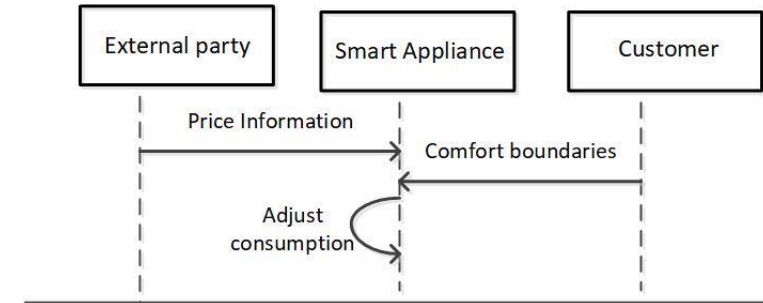 External party
Smart Appliance
Customer
Price Information
Comfort boundaries
Adjust
consumption